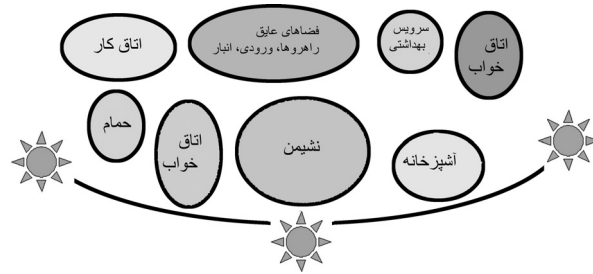 اتاق
خواب
سرویس
بهداشتی
فضاهای عایق
راهروها، ورودی، انبار
اتاق کار
آشپزخانه
نشیمن
اتاق
خواب
حمام